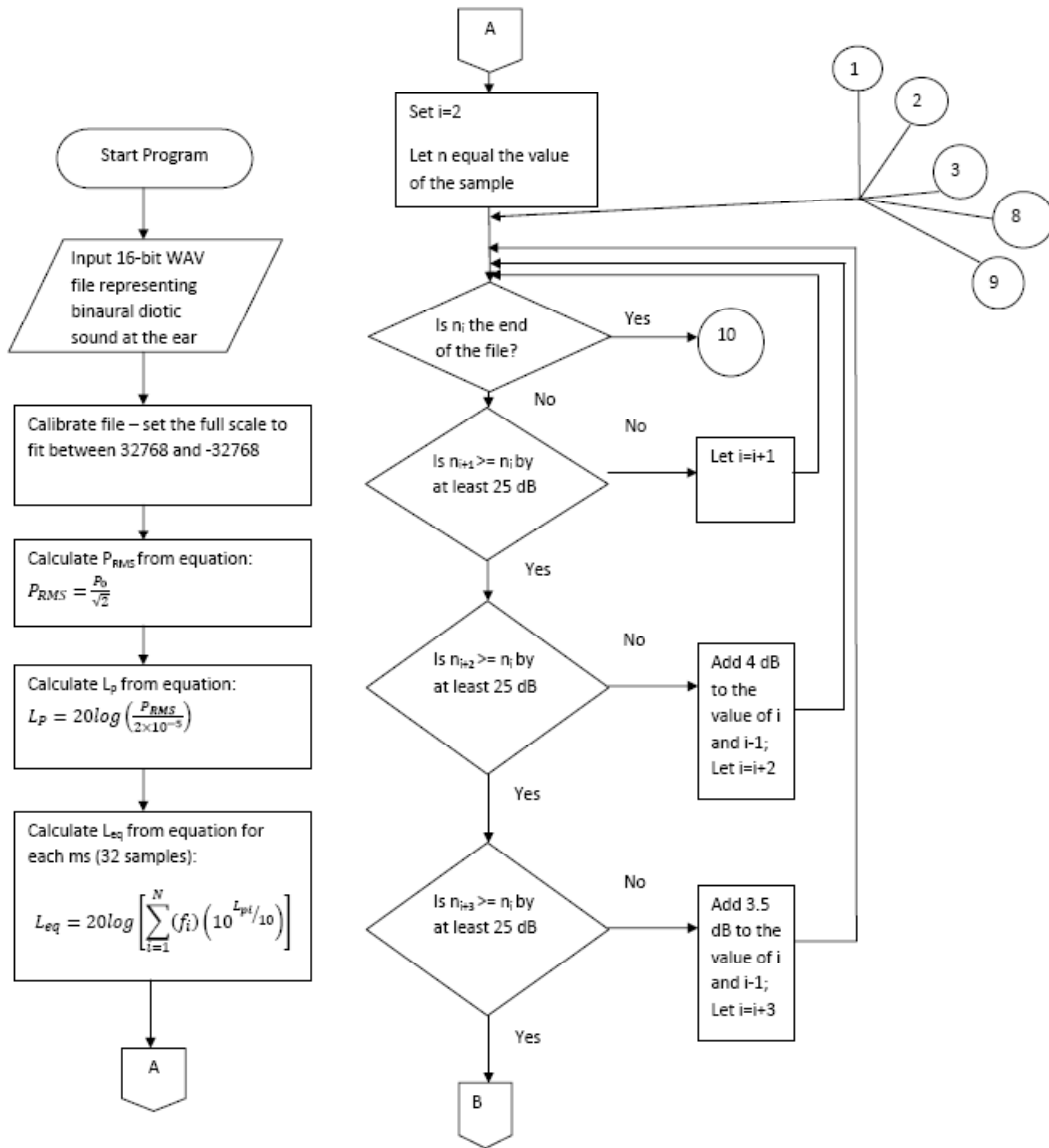 Start Program
Input 16-bit WAV
file representing
binaural diotic
sound at the ear
Calibrate file – set the full scale to
fit between 32768 and -32768
Calculate P_RMS from equation:
P_RMS = P_0/√2
Calculate L_p from equation:
L_P = 20log(P_RMS/2×10^-5)
Calculate L_eq from equation for
each ms (32 samples):
L_eq = 20log[∑_{i=1}^{N}(f_i)(10^{L_pi/10})]
A
A
Set i=2
Let n equal the value
of the sample
1
2
3
8
9
Is n_i the end
of the file?
Yes
10
No
Is n_{i+1} >= n_i by
at least 25 dB
No
Let i=i+1
Yes
Is n_{i+2} >= n_i by
at least 25 dB
No
Add 4 dB
to the
value of i
and i-1;
Let i=i+2
Yes
Is n_{i+3} >= n_i by
at least 25 dB
No
Add 3.5
dB to the
value of i
and i-1;
Let i=i+3
Yes
B